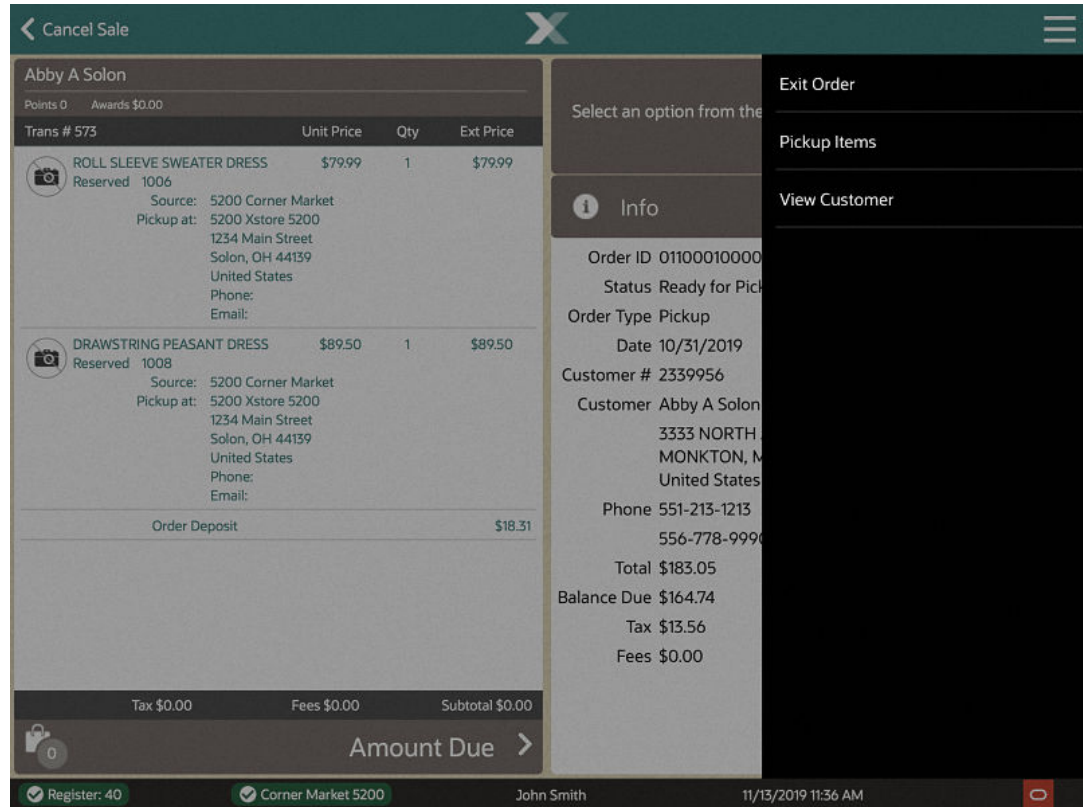 Cancel Sale
Abby A Solon
Points 0 Awards $0.00
Trans # 573 Unit Price Qty Ext Price
ROLL SLEEVE SWEATER DRESS $79.99 1 $79.99
Reserved 1006
Source: 5200 Corner Market
Pickup at: 5200 Xstore 5200
1234 Main Street
Solon, OH 44139
United States
Phone:
Email:
DRAWSTRING PEASANT DRESS $89.50 1 $89.50
Reserved 1008
Source: 5200 Corner Market
Pickup at: 5200 Xstore 5200
1234 Main Street
Solon, OH 44139
United States
Phone:
Email:
Order Deposit $18.31
Tax $0.00 Fees $0.00 Subtotal $0.00
0
Amount Due
Select an option from the
Info
Order ID 01100010000
Status Ready for Pick
Order Type Pickup
Date 10/31/2019
Customer # 2339956
Customer Abby A Solon
3333 NORTH
MONKTON, M
United States
Phone 551-213-1213
556-778-9990
Total $183.05
Balance Due $164.74
Tax $13.56
Fees $0.00
Exit Order
Pickup Items
View Customer
Register: 40 Corner Market 5200 John Smith 11/13/2019 11:36 AM